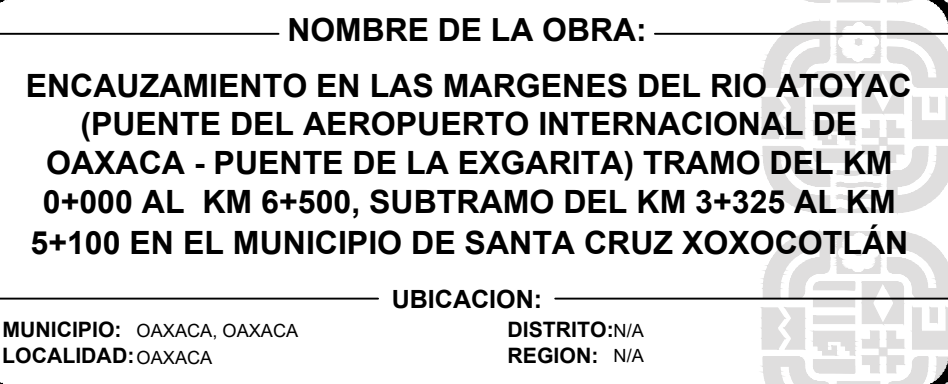 NOMBRE DE LA OBRA:
ENCAUZAMIENTO EN LAS MARGENES DEL RIO ATOYAC
(PUENTE DEL AEROPUERTO INTERNACIONAL DE
OAXACA - PUENTE DE LA EXGARITA) TRAMO DEL KM
0+000 AL KM 6+500, SUBTRAMO DEL KM 3+325 AL KM
5+100 EN EL MUNICIPIO DE SANTA CRUZ XOXOCOTLÁN
UBICACION:
MUNICIPIO: OAXACA, OAXACA DISTRITO:N/A
LOCALIDAD: OAXACA REGION: N/A